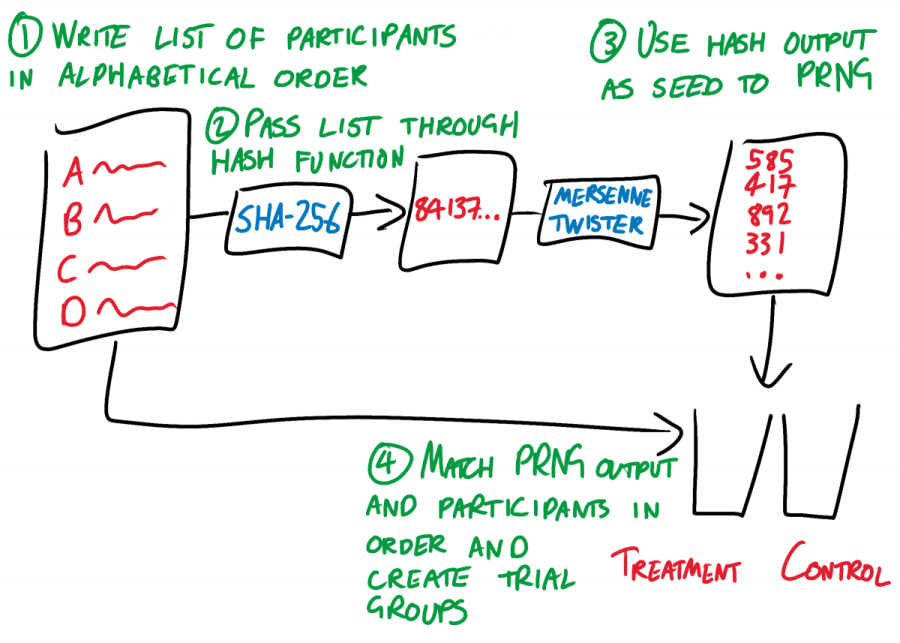 ① WRITE LIST OF PARTICIPANTS
IN ALPHABETICAL ORDER
② PASS LIST THROUGH
HASH FUNCTION
③ USE HASH OUTPUT
AS SEED TO PRNG
A
B
C
D
SHA-256
84137...
MERSENNE
TWISTER
585
417
892
331
...
④ MATCH PRNG OUTPUT
AND PARTICIPANTS IN
ORDER AND
CREATE TRIAL
GROUPS
TREATMENT
CONTROL